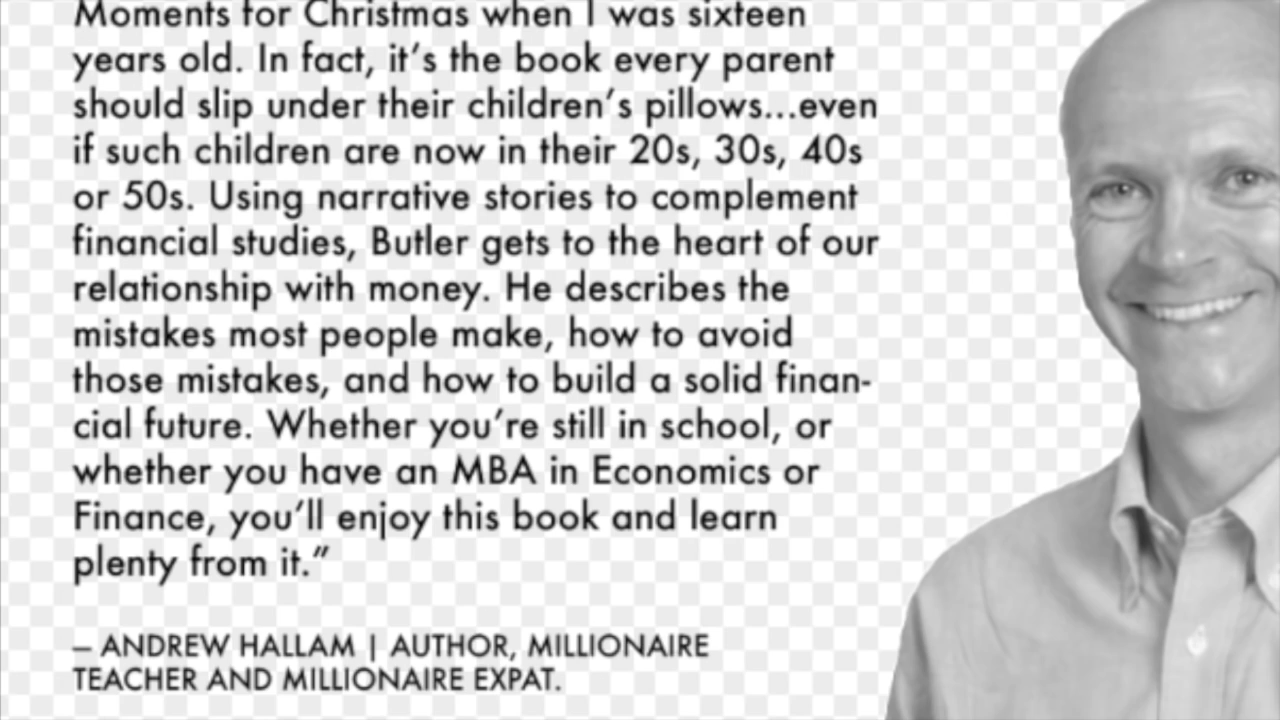 Moments for Christmas when I was sixteen
years old. In fact, it’s the book every parent
should slip under their children’s pillows...even
if such children are now in their 20s, 30s, 40s
or 50s. Using narrative stories to complement
financial studies, Butler gets to the heart of our
relationship with money. He describes the
mistakes most people make, how to avoid
those mistakes, and how to build a solid finan-
cial future. Whether you’re still in school, or
whether you have an MBA in Economics or
Finance, you’ll enjoy this book and learn
plenty from it.”
– ANDREW HALLAM | AUTHOR, MILLIONAIRE
TEACHER AND MILLIONAIRE EXPAT.